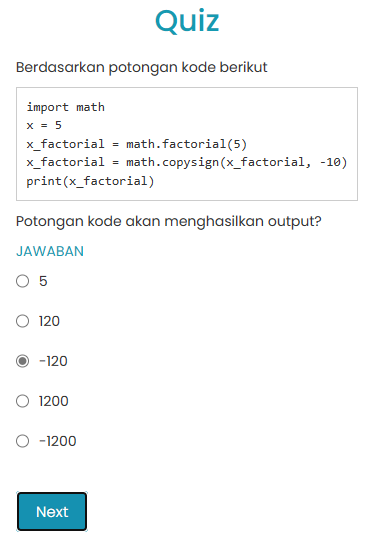 Quiz
Berdasarkan potongan kode berikut
import math
x = 5
x_factorial = math.factorial(5)
x_factorial = math.copysign(x_factorial, -10)
print(x_factorial)
Potongan kode akan menghasilkan output?
JAWABAN
5
120
-120
1200
-1200
Next